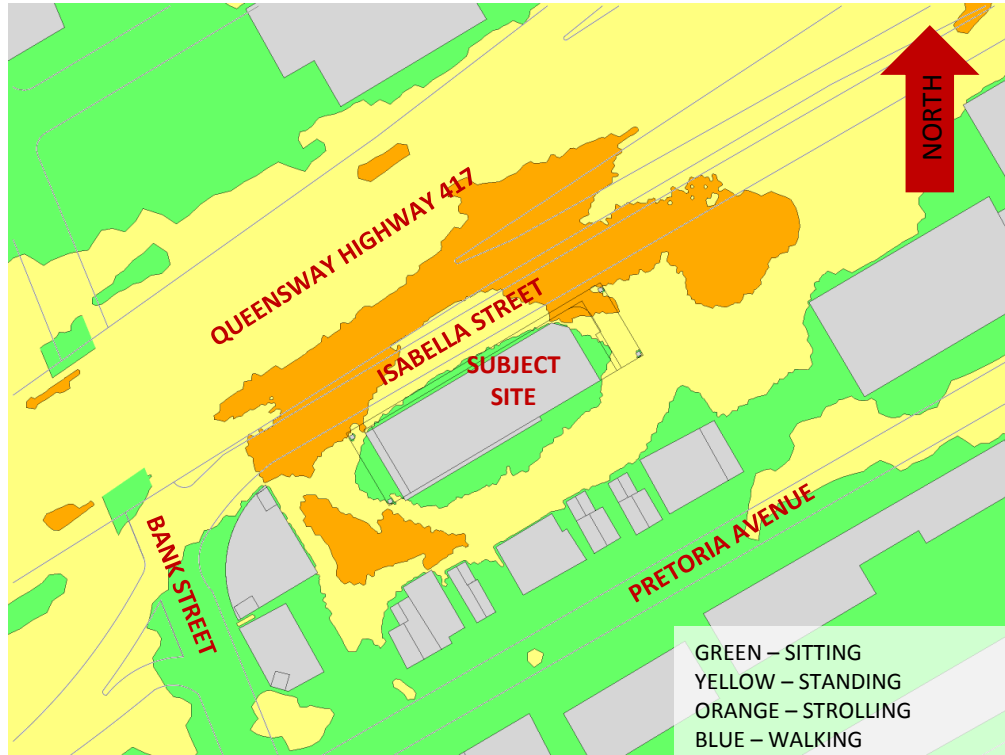 NORTH
QUEENSWAY HIGHWAY 417
ISABELLA STREET
SUBJECT
SITE
BANK STREET
PRETORIA AVENUE
GREEN – SITTING
YELLOW – STANDING
ORANGE – STROLLING
BLUE – WALKING